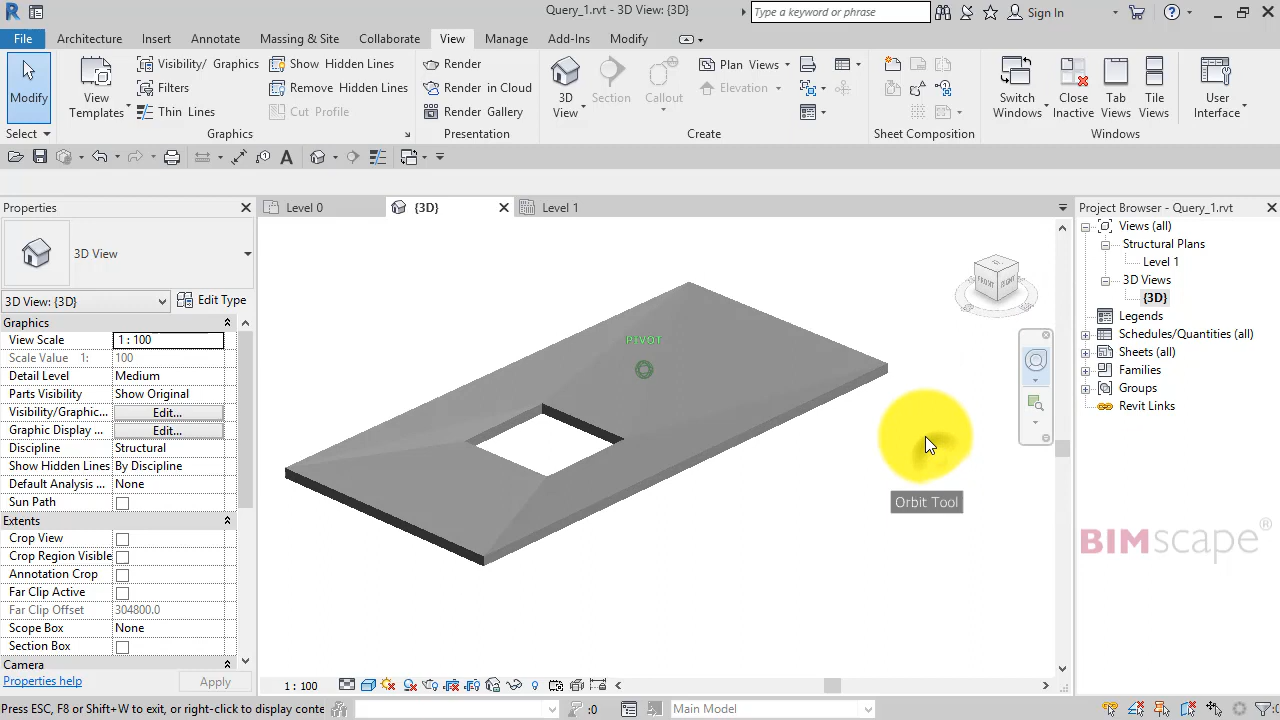 Query_1.rvt - 3D View: {3D}
Type a keyword or phrase
Sign In
File
Architecture
Insert
Annotate
Massing & Site
Collaborate
View
Manage
Add-Ins
Modify
Modify
Select
View
Templates
Visibility/ Graphics
Filters
Thin Lines
Show Hidden Lines
Remove Hidden Lines
Cut Profile
Graphics
Render
Render in Cloud
Render Gallery
Presentation
3D
View
Section
Callout
Plan Views
Elevation
Create
Sheet Composition
Switch
Windows
Close
Inactive
Tab
Views
Tile
Views
Windows
User
Interface
Properties
3D View
3D View: {3D}
Edit Type
Graphics
View Scale 1 : 100
Scale Value 1: 100
Detail Level Medium
Parts Visibility Show Original
Visibility/Graphic... Edit...
Graphic Display ... Edit...
Discipline Structural
Show Hidden Lines By Discipline
Default Analysis ... None
Sun Path
Extents
Crop View
Crop Region Visible
Annotation Crop
Far Clip Active
Far Clip Offset 304800.0
Scope Box None
Section Box
Camera
Properties help
Apply
Level 0
{3D}
Level 1
PIVOT
FRONT
RIGHT
Orbit Tool
1 : 100
Project Browser - Query_1.rvt
Views (all)
Structural Plans
Level 1
3D Views
{3D}
Legends
Schedules/Quantities (all)
Sheets (all)
Families
Groups
Revit Links
BIMscape®
Press ESC, F8 or Shift+W to exit, or right-click to display conte
:0
Main Model
:0